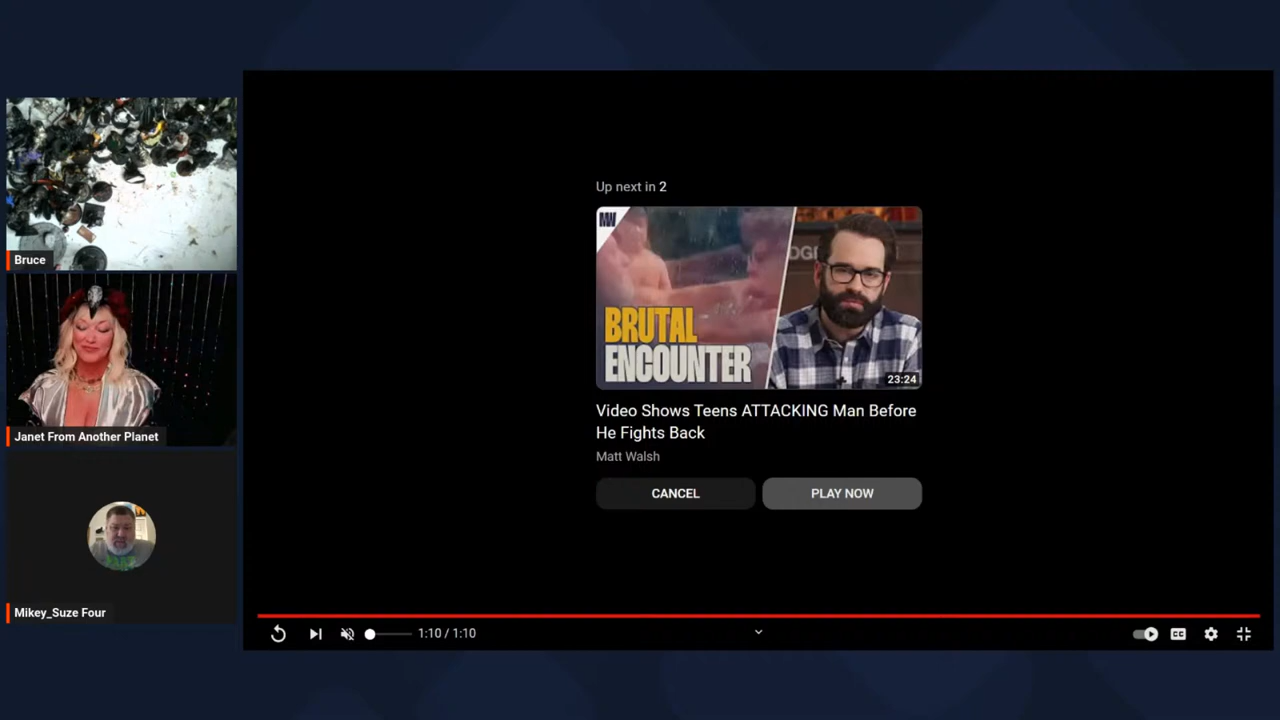 Bruce
Janet From Another Planet
Mikey_Suze Four
Up next in 2
MW
BRUTAL
ENCOUNTER
23:24
Video Shows Teens ATTACKING Man Before
He Fights Back
Matt Walsh
CANCEL
PLAY NOW
1:10 / 1:10
CC